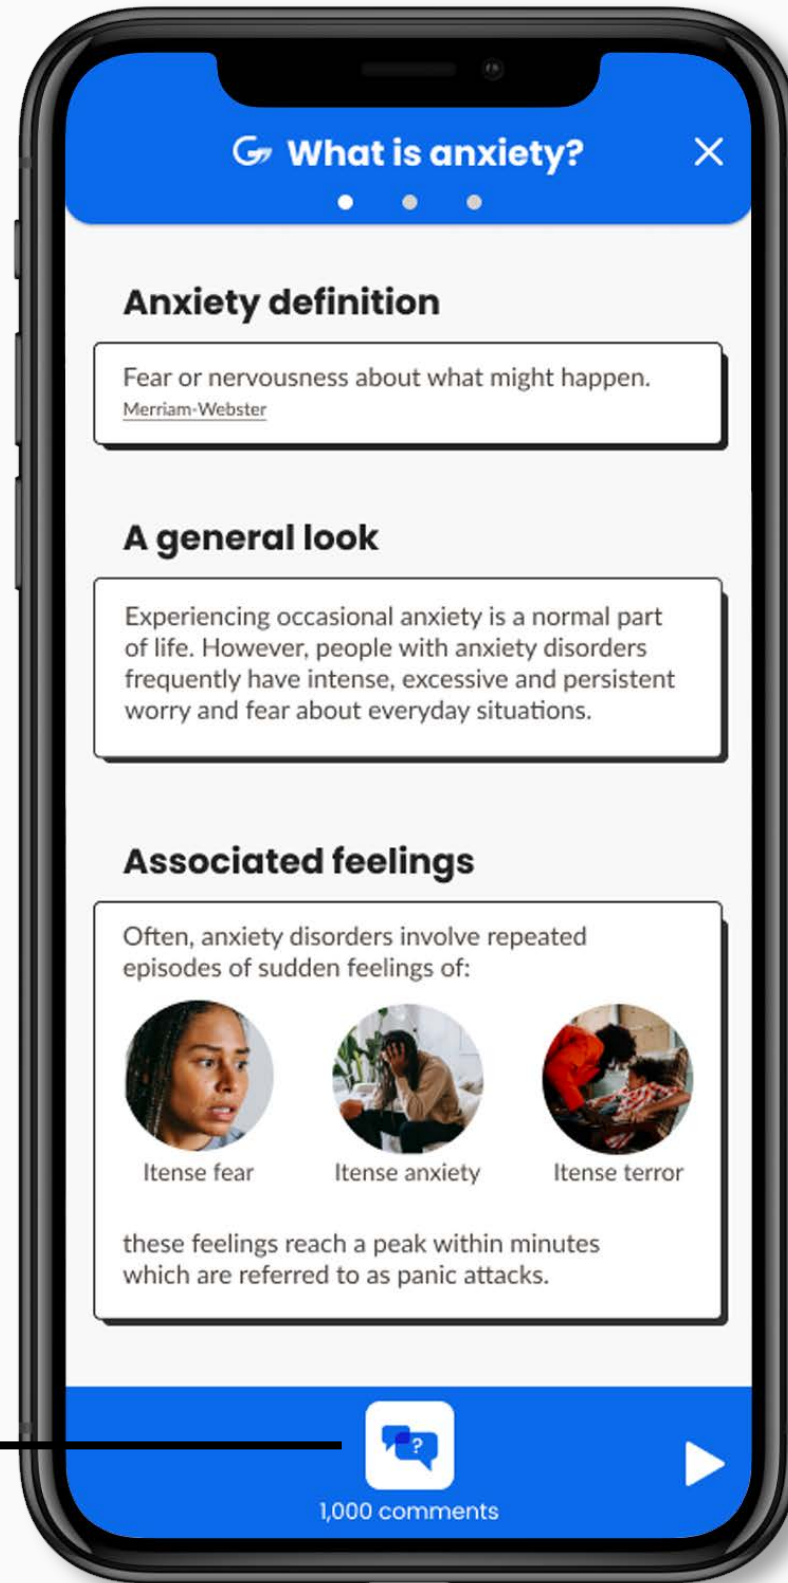 What is anxiety?
Anxiety definition
Fear or nervousness about what might happen.
Merriam-Webster
A general look
Experiencing occasional anxiety is a normal part
of life. However, people with anxiety disorders
frequently have intense, excessive and persistent
worry and fear about everyday situations.
Associated feelings
Often, anxiety disorders involve repeated
episodes of sudden feelings of:
Itense fear
Itense anxiety
Itense terror
these feelings reach a peak within minutes
which are referred to as panic attacks.
?
1,000 comments